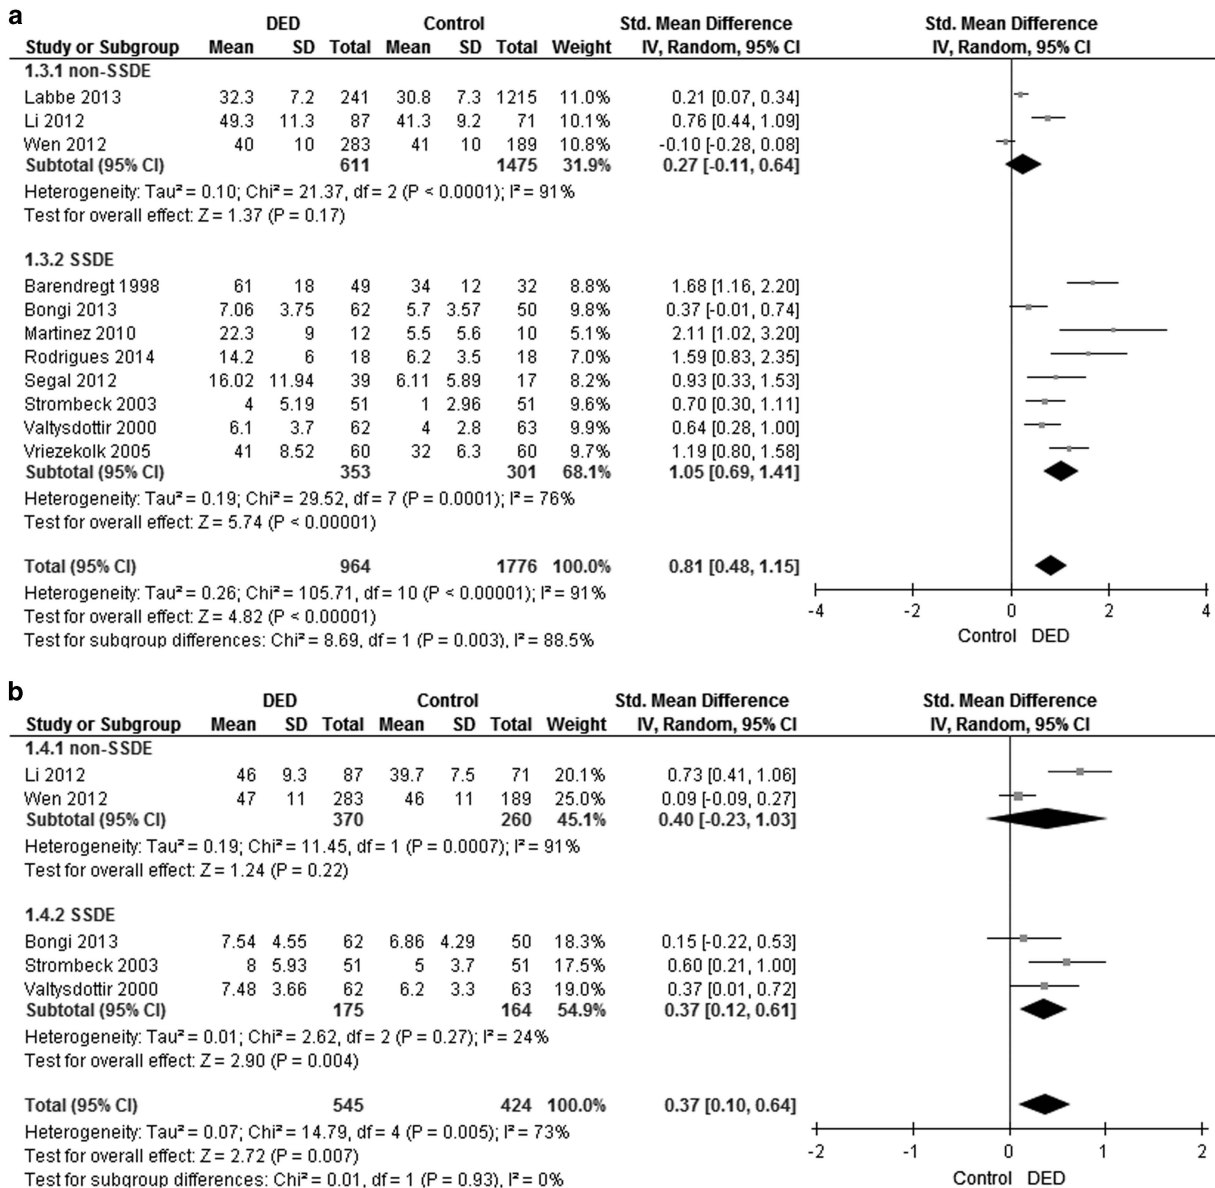 a
DED Control Std. Mean Difference Std. Mean Difference
Study or Subgroup Mean SD Total Mean SD Total Weight IV, Random, 95% CI IV, Random, 95% CI
1.3.1 non-SSDE
Labbe 2013 32.3 7.2 241 30.8 7.3 1215 11.0% 0.21 [0.07, 0.34]
Li 2012 49.3 11.3 87 41.3 9.2 71 10.1% 0.76 [0.44, 1.09]
Wen 2012 40 10 283 41 10 189 10.8% -0.10 [-0.28, 0.08]
Subtotal (95% CI) 611 1475 31.9% 0.27 [-0.11, 0.64]
Heterogeneity: Tau² = 0.10; Chi² = 21.37, df = 2 (P < 0.0001); I² = 91%
Test for overall effect: Z = 1.37 (P = 0.17)
1.3.2 SSDE
Barendregt 1998 61 18 49 34 12 32 8.8% 1.68 [1.16, 2.20]
Bongi 2013 7.06 3.75 62 5.7 3.57 50 9.8% 0.37 [-0.01, 0.74]
Martinez 2010 22.3 9 12 5.5 5.6 10 5.1% 2.11 [1.02, 3.20]
Rodrigues 2014 14.2 6 18 6.2 3.5 18 7.0% 1.59 [0.83, 2.35]
Segal 2012 16.02 11.94 39 6.11 5.89 17 8.2% 0.93 [0.33, 1.53]
Strombeck 2003 4 5.19 51 1 2.96 51 9.6% 0.70 [0.30, 1.11]
Valtysdottir 2000 6.1 3.7 62 4 2.8 63 9.9% 0.64 [0.28, 1.00]
Vriezekolk 2005 41 8.52 60 32 6.3 60 9.7% 1.19 [0.80, 1.58]
Subtotal (95% CI) 353 301 68.1% 1.05 [0.69, 1.41]
Heterogeneity: Tau² = 0.19; Chi² = 29.52, df = 7 (P = 0.0001); I² = 76%
Test for overall effect: Z = 5.74 (P < 0.00001)
Total (95% CI) 964 1776 100.0% 0.81 [0.48, 1.15]
Heterogeneity: Tau² = 0.26; Chi² = 105.71, df = 10 (P < 0.00001); I² = 91%
Test for overall effect: Z = 4.82 (P < 0.00001)
Test for subgroup differences: Chi² = 8.69, df = 1 (P = 0.003), I² = 88.5%
-4 -2 0 2 4
Control DED
b
DED Control Std. Mean Difference Std. Mean Difference
Study or Subgroup Mean SD Total Mean SD Total Weight IV, Random, 95% CI IV, Random, 95% CI
1.4.1 non-SSDE
Li 2012 46 9.3 87 39.7 7.5 71 20.1% 0.73 [0.41, 1.06]
Wen 2012 47 11 283 46 11 189 25.0% 0.09 [-0.09, 0.27]
Subtotal (95% CI) 370 260 45.1% 0.40 [-0.23, 1.03]
Heterogeneity: Tau² = 0.19; Chi² = 11.45, df = 1 (P = 0.0007); I² = 91%
Test for overall effect: Z = 1.24 (P = 0.22)
1.4.2 SSDE
Bongi 2013 7.54 4.55 62 6.86 4.29 50 18.3% 0.15 [-0.22, 0.53]
Strombeck 2003 8 5.93 51 5 3.7 51 17.5% 0.60 [0.21, 1.00]
Valtysdottir 2000 7.48 3.66 62 6.2 3.3 63 19.0% 0.37 [0.01, 0.72]
Subtotal (95% CI) 175 164 54.9% 0.37 [0.12, 0.61]
Heterogeneity: Tau² = 0.01; Chi² = 2.62, df = 2 (P = 0.27); I² = 24%
Test for overall effect: Z = 2.90 (P = 0.004)
Total (95% CI) 545 424 100.0% 0.37 [0.10, 0.64]
Heterogeneity: Tau² = 0.07; Chi² = 14.79, df = 4 (P = 0.005); I² = 73%
Test for overall effect: Z = 2.72 (P = 0.007)
Test for subgroup differences: Chi² = 0.01, df = 1 (P = 0.93), I² = 0%
-2 -1 0 1 2
Control DED